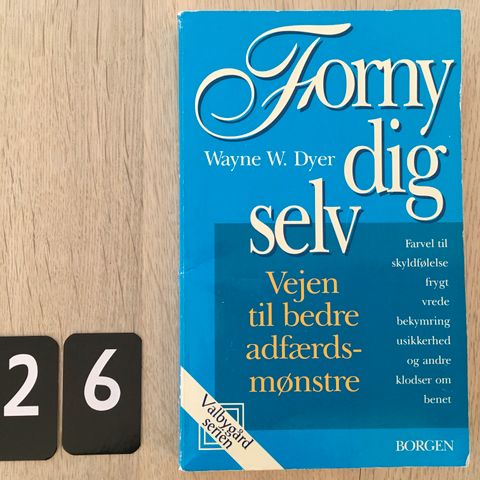 Forny
Wayne W. Dyer
dig
selv
Vejen
til bedre
adfærds-
mønstre
Farvel til
skyldfølelse
frygt
vrede
bekymring
usikkerhed
og andre
klodser om
benet
Valbygård
serien
BORGEN
2 6